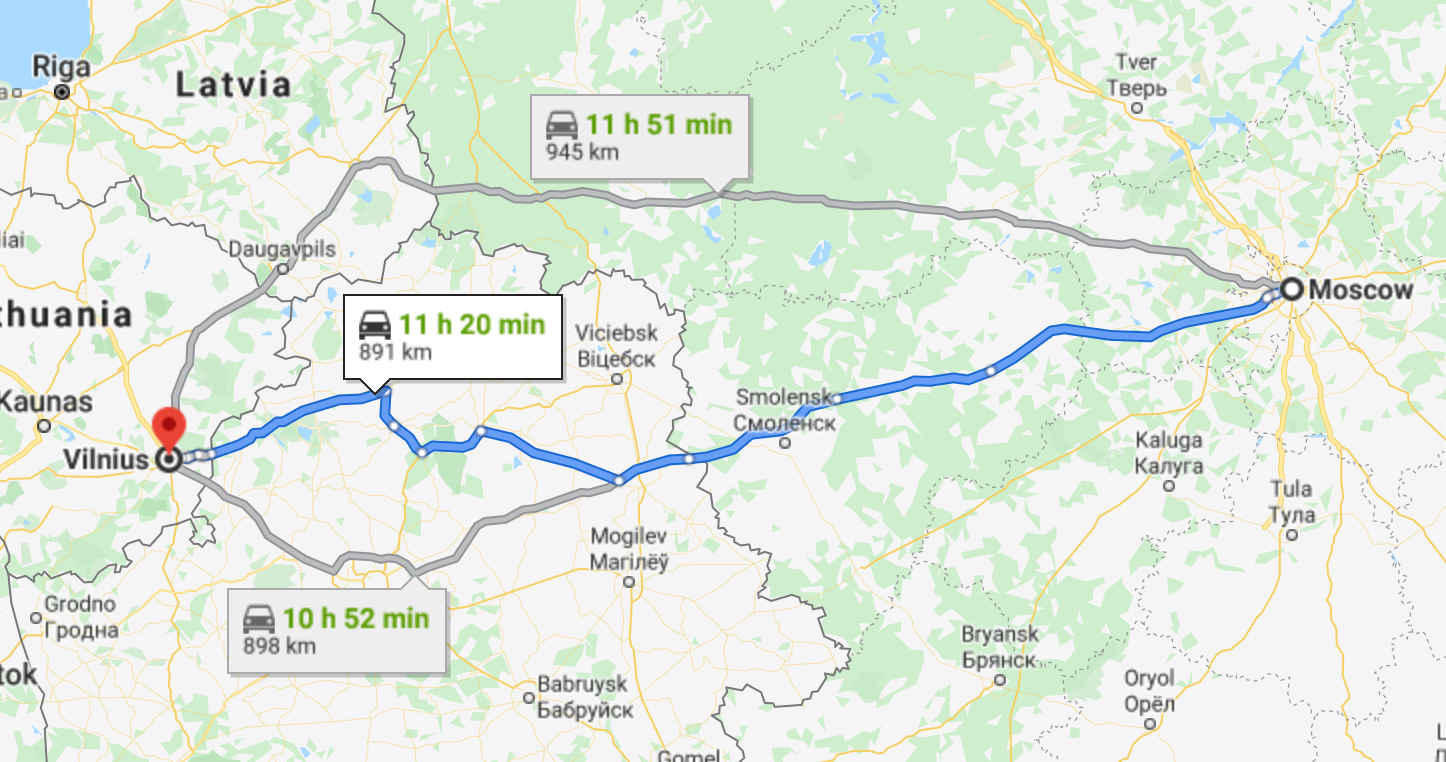 Riga
Latvia
Tver
Тверь
11 h 51 min
945 km
Daugavpils
Moscow
11 h 20 min
891 km
Viciebsk
Віцебск
Kaunas
Smolensk
Смоленск
Vilnius
Kaluga
Калуга
Tula
Тула
Mogilev
Магілёў
Grodno
Гродна
10 h 52 min
898 km
Bryansk
Брянск
Babruysk
Бабруйск
Oryol
Орёл
Gomel